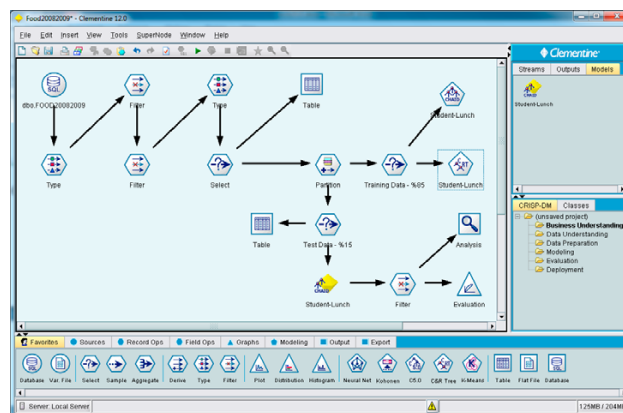 Food20082009* - Clementine 12.0
File Edit Insert View Tools SuperNode Window Help
Clementine
Streams Outputs Models
Student-Lunch
SQL
dbo.FOOD20082009
Filter
Type
Table
CHAID
Student-Lunch
Type
Filter
Select
Partition
Training Data - %85
C&RT
Student-Lunch
Table
Test Data - %15
Analysis
CHAID
Student-Lunch
Filter
Evaluation
CRISP-DM Classes
(unsaved project)
Business Understanding
Data Understanding
Data Preparation
Modeling
Evaluation
Deployment
Favorites Sources Record Ops Field Ops Graphs Modeling Output Export
Database Var. File Select Sample Aggregate Derive Type Filter Plot Distribution Histogram Neural Net Kohonen C5.0 C&R Tree K-Means Table Flat File Database
Server: Local Server
125MB / 204M